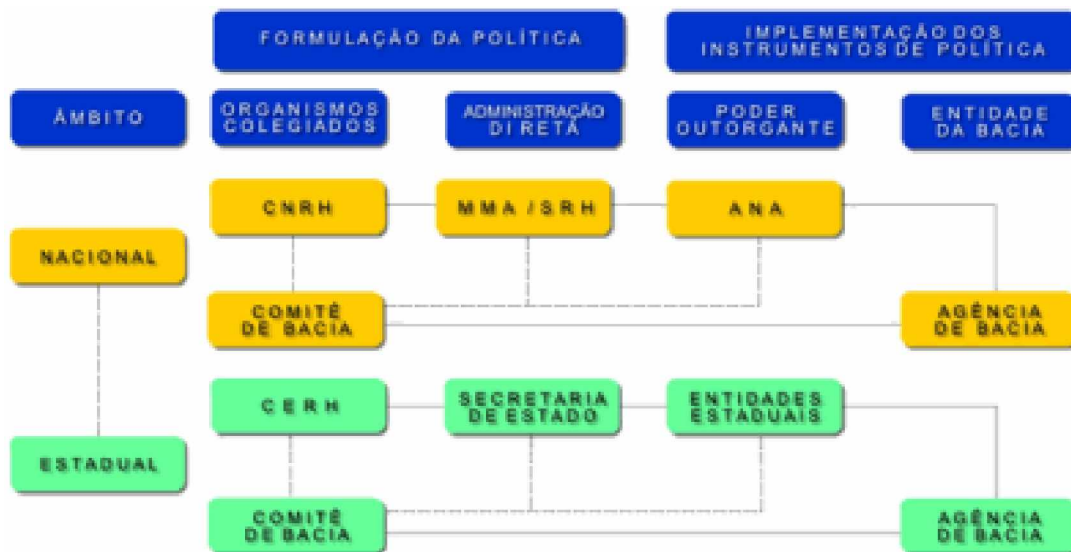 FORMULAÇÃO DA POLÍTICA
IMPLEMENTAÇÃO DOS
INSTRUMENTOS DE POLÍTICA
ÂMBITO
ORGANISMOS
COLEGIADOS
ADMINISTRAÇÃO
DIRETA
PODER
OUTORGANTE
ENTIDADE
DA BACIA
CNRH
MMA / SRH
ANA
NACIONAL
COMITÊ
DE BACIA
AGÊNCIA
DE BACIA
CERH
SECRETARIA
DE ESTADO
ENTIDADES
ESTADUAIS
ESTADUAL
COMITÊ
DE BACIA
AGÊNCIA
DE BACIA